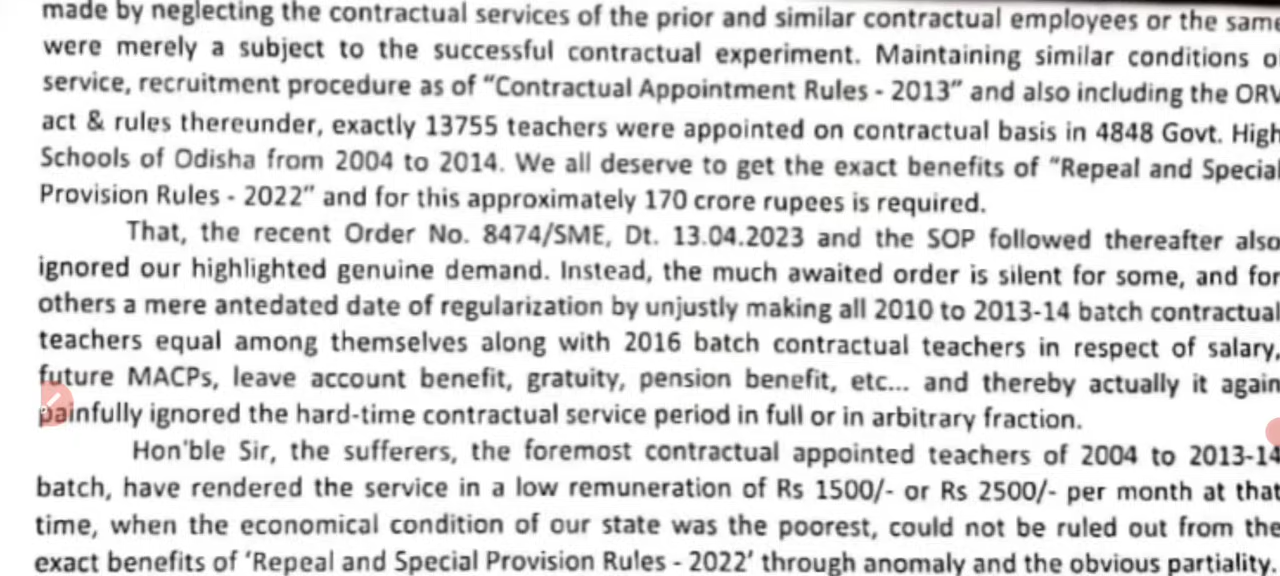 made by neglecting the contractual services of the prior and similar contractual employees or the same
were merely a subject to the successful contractual experiment. Maintaining similar conditions of
service, recruitment procedure as of “Contractual Appointment Rules - 2013” and also including the ORV
act & rules thereunder, exactly 13755 teachers were appointed on contractual basis in 4848 Govt. High
Schools of Odisha from 2004 to 2014. We all deserve to get the exact benefits of “Repeal and Special
Provision Rules - 2022” and for this approximately 170 crore rupees is required.
That, the recent Order No. 8474/SME, Dt. 13.04.2023 and the SOP followed thereafter also
ignored our highlighted genuine demand. Instead, the much awaited order is silent for some, and for
others a mere antedated date of regularization by unjustly making all 2010 to 2013-14 batch contractual
teachers equal among themselves along with 2016 batch contractual teachers in respect of salary,
future MACPs, leave account benefit, gratuity, pension benefit, etc... and thereby actually it again
painfully ignored the hard-time contractual service period in full or in arbitrary fraction.
Hon'ble Sir, the sufferers, the foremost contractual appointed teachers of 2004 to 2013-14
batch, have rendered the service in a low remuneration of Rs 1500/- or Rs 2500/- per month at that
time, when the economical condition of our state was the poorest, could not be ruled out from the
exact benefits of ‘Repeal and Special Provision Rules - 2022’ through anomaly and the obvious partiality.